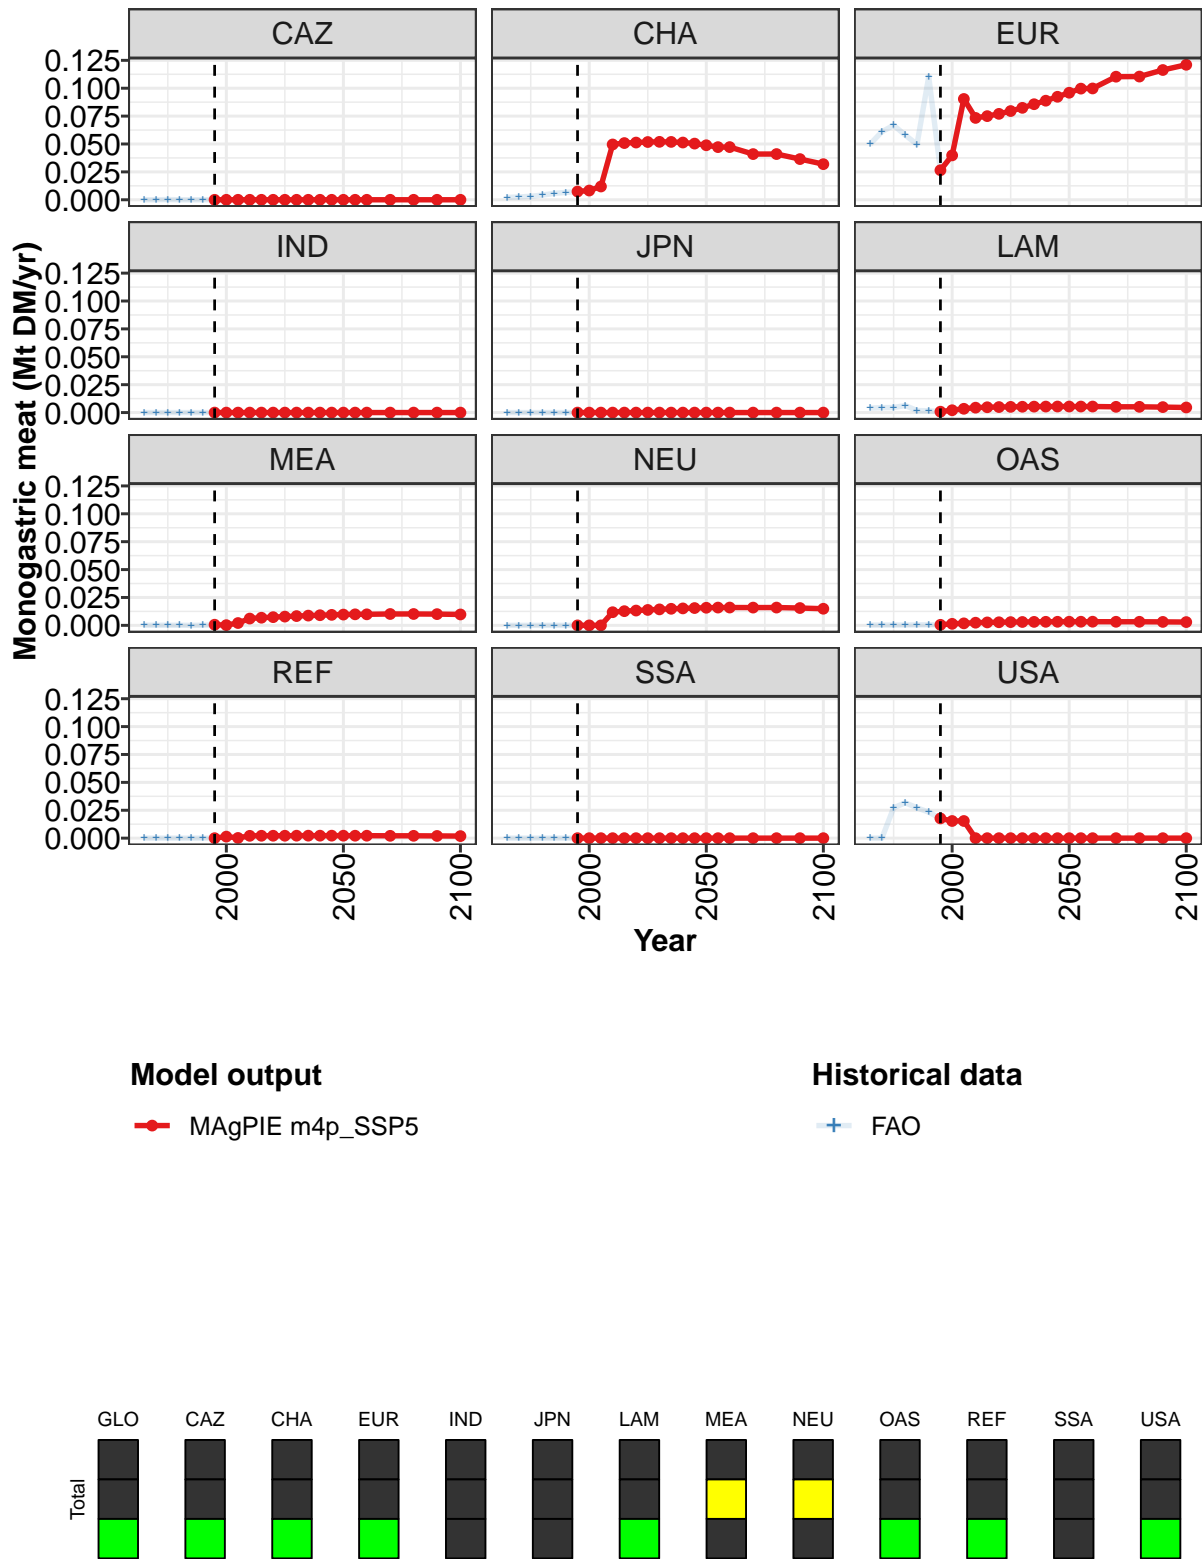 CAZ CHA EUR
0.125
0.100
0.075
0.050
0.025
0.000
IND JPN LAM
0.125
0.100
0.075
0.050
0.025
0.000
MEA NEU OAS
0.125
0.100
0.075
0.050
0.025
0.000
REF SSA USA
0.125
0.100
0.075
0.050
0.025
0.000
Monogastric meat (Mt DM/yr)
2000 2050 2100 2000 2050 2100 2000 2050 2100
Year
Model output Historical data
MAgPIE m4p_SSP5 FAO
GLO CAZ CHA EUR IND JPN LAM MEA NEU OAS REF SSA USA
Total